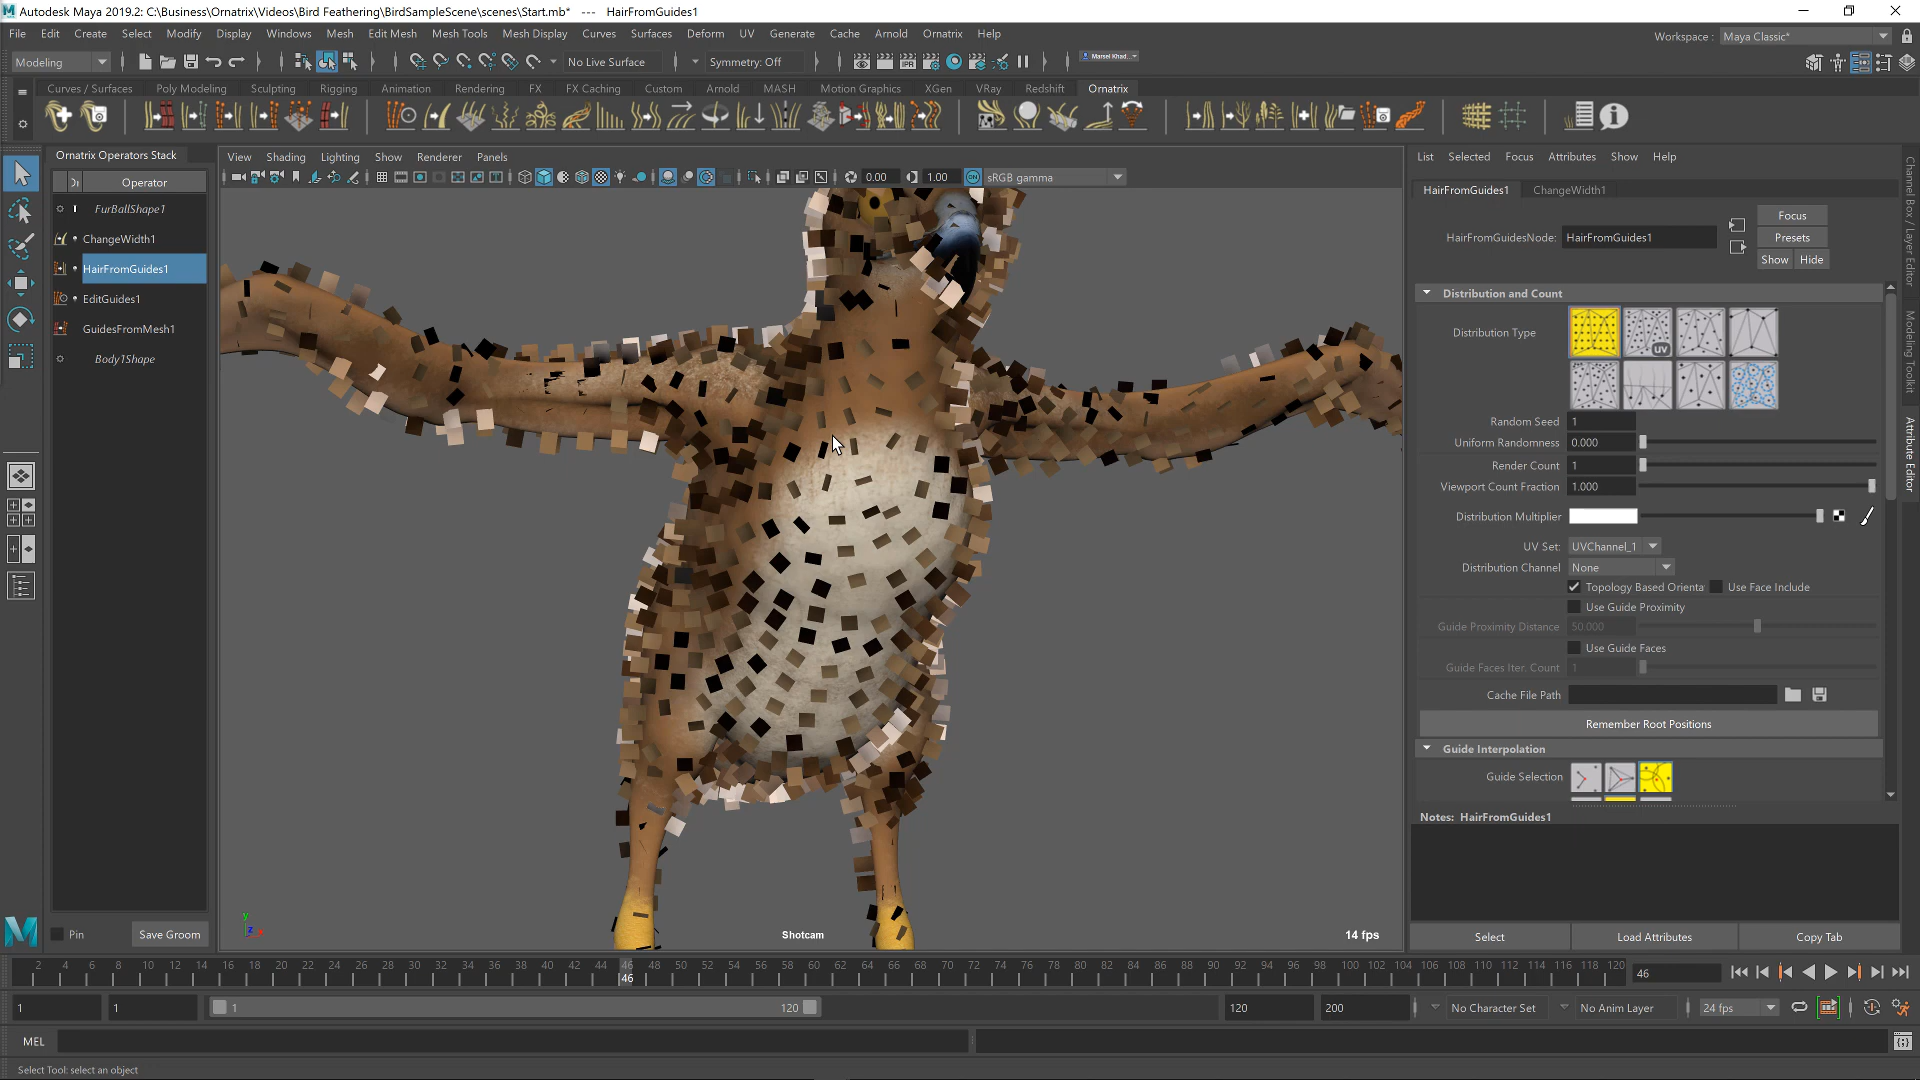 Autodesk Maya 2019.2: C:\Business\Ornatrix\Videos\Bird Feathering\BirdSampleScene\scenes\Start.mb* --- HairFromGuides1
File Edit Create Select Modify Display Windows Mesh Edit Mesh Mesh Tools Mesh Display Curves Surfaces Deform UV Generate Cache Arnold Ornatrix Help
Workspace : Maya Classic*
Modeling No Live Surface Symmetry: Off Marsel Khad...
Curves / Surfaces Poly Modeling Sculpting Rigging Animation Rendering FX FX Caching Custom Arnold MASH Motion Graphics XGen VRay Redshift Ornatrix
Ornatrix Operators Stack
Operator
FurBallShape1
ChangeWidth1
HairFromGuides1
EditGuides1
GuidesFromMesh1
Body1Shape
Pin Save Groom
View Shading Lighting Show Renderer Panels
0.00 1.00 ON sRGB gamma
Shotcam
14 fps
y
z
List Selected Focus Attributes Show Help
HairFromGuides1 ChangeWidth1
HairFromGuidesNode: HairFromGuides1
Focus
Presets
Show Hide
Distribution and Count
Distribution Type
UV
Random Seed 1
Uniform Randomness 0.000
Render Count 1
Viewport Count Fraction 1.000
Distribution Multiplier
UV Set: UVChannel_1
Distribution Channel None
Topology Based Orienta Use Face Include
Use Guide Proximity
Guide Proximity Distance 50.000
Use Guide Faces
Guide Faces Iter. Count 1
Cache File Path
Remember Root Positions
Guide Interpolation
Guide Selection
Notes: HairFromGuides1
Select Load Attributes Copy Tab
Channel Box / Layer Editor
Modeling Toolkit
Attribute Editor
2 4 6 8 10 12 14 16 18 20 22 24 26 28 30 32 34 36 38 40 42 44 46 48 50 52 54 56 58 60 62 64 66 68 70 72 74 76 78 80 82 84 86 88 90 92 94 96 98 100 102 104 106 108 110 112 114 116 118 120
46
46
1 1 1 120 120 200 No Character Set No Anim Layer 24 fps
MEL
Select Tool: select an object